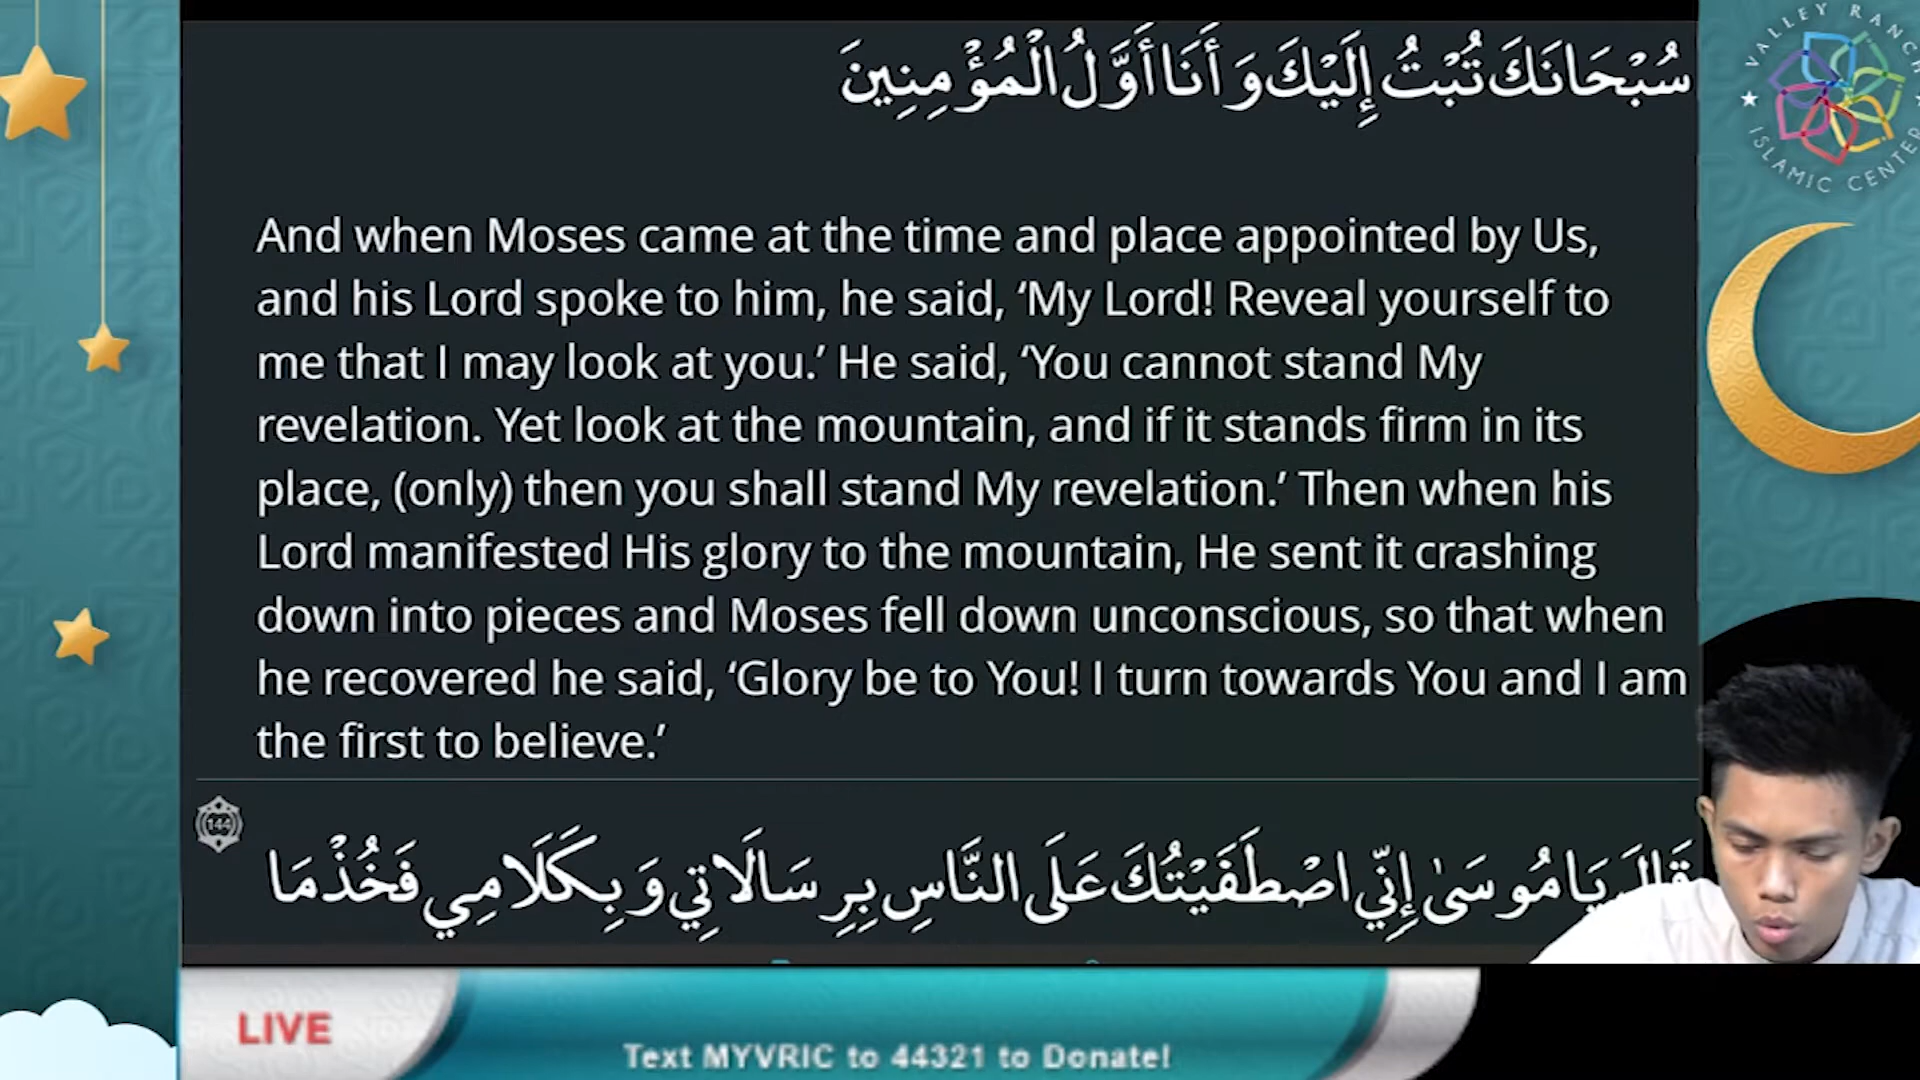 سُبْحَانَكَ تُبْتُ إِلَيْكَ وَأَنَا أَوَّلُ الْمُؤْمِنِينَ
VALLEY RANCH
ISLAMIC CENTER
And when Moses came at the time and place appointed by Us,
and his Lord spoke to him, he said, ‘My Lord! Reveal yourself to
me that I may look at you.’ He said, ‘You cannot stand My
revelation. Yet look at the mountain, and if it stands firm in its
place, (only) then you shall stand My revelation.’ Then when his
Lord manifested His glory to the mountain, He sent it crashing
down into pieces and Moses fell down unconscious, so that when
he recovered he said, ‘Glory be to You! I turn towards You and I am
the first to believe.’
144
قَالَ يَا مُوسَىٰ إِنِّي اصْطَفَيْتُكَ عَلَى النَّاسِ بِرِسَالَاتِي وَبِكَلَامِي فَخُذْ مَا
LIVE
Text MYVRIC to 44321 to Donate!